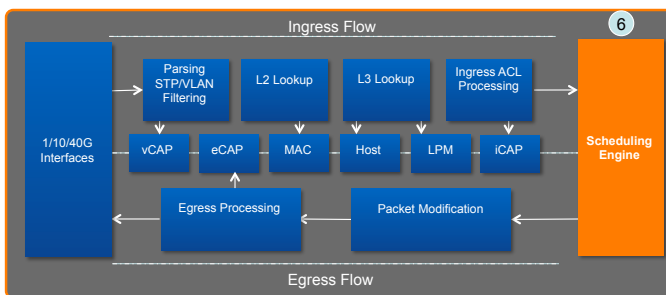 Ingress Flow
6
Parsing
STP/VLAN
Filtering
L2 Lookup
L3 Lookup
Ingress ACL
Processing
1/10/40G
Interfaces
vCAP
eCAP
MAC
Host
LPM
iCAP
Scheduling
Engine
Egress Processing
Packet Modification
Egress Flow